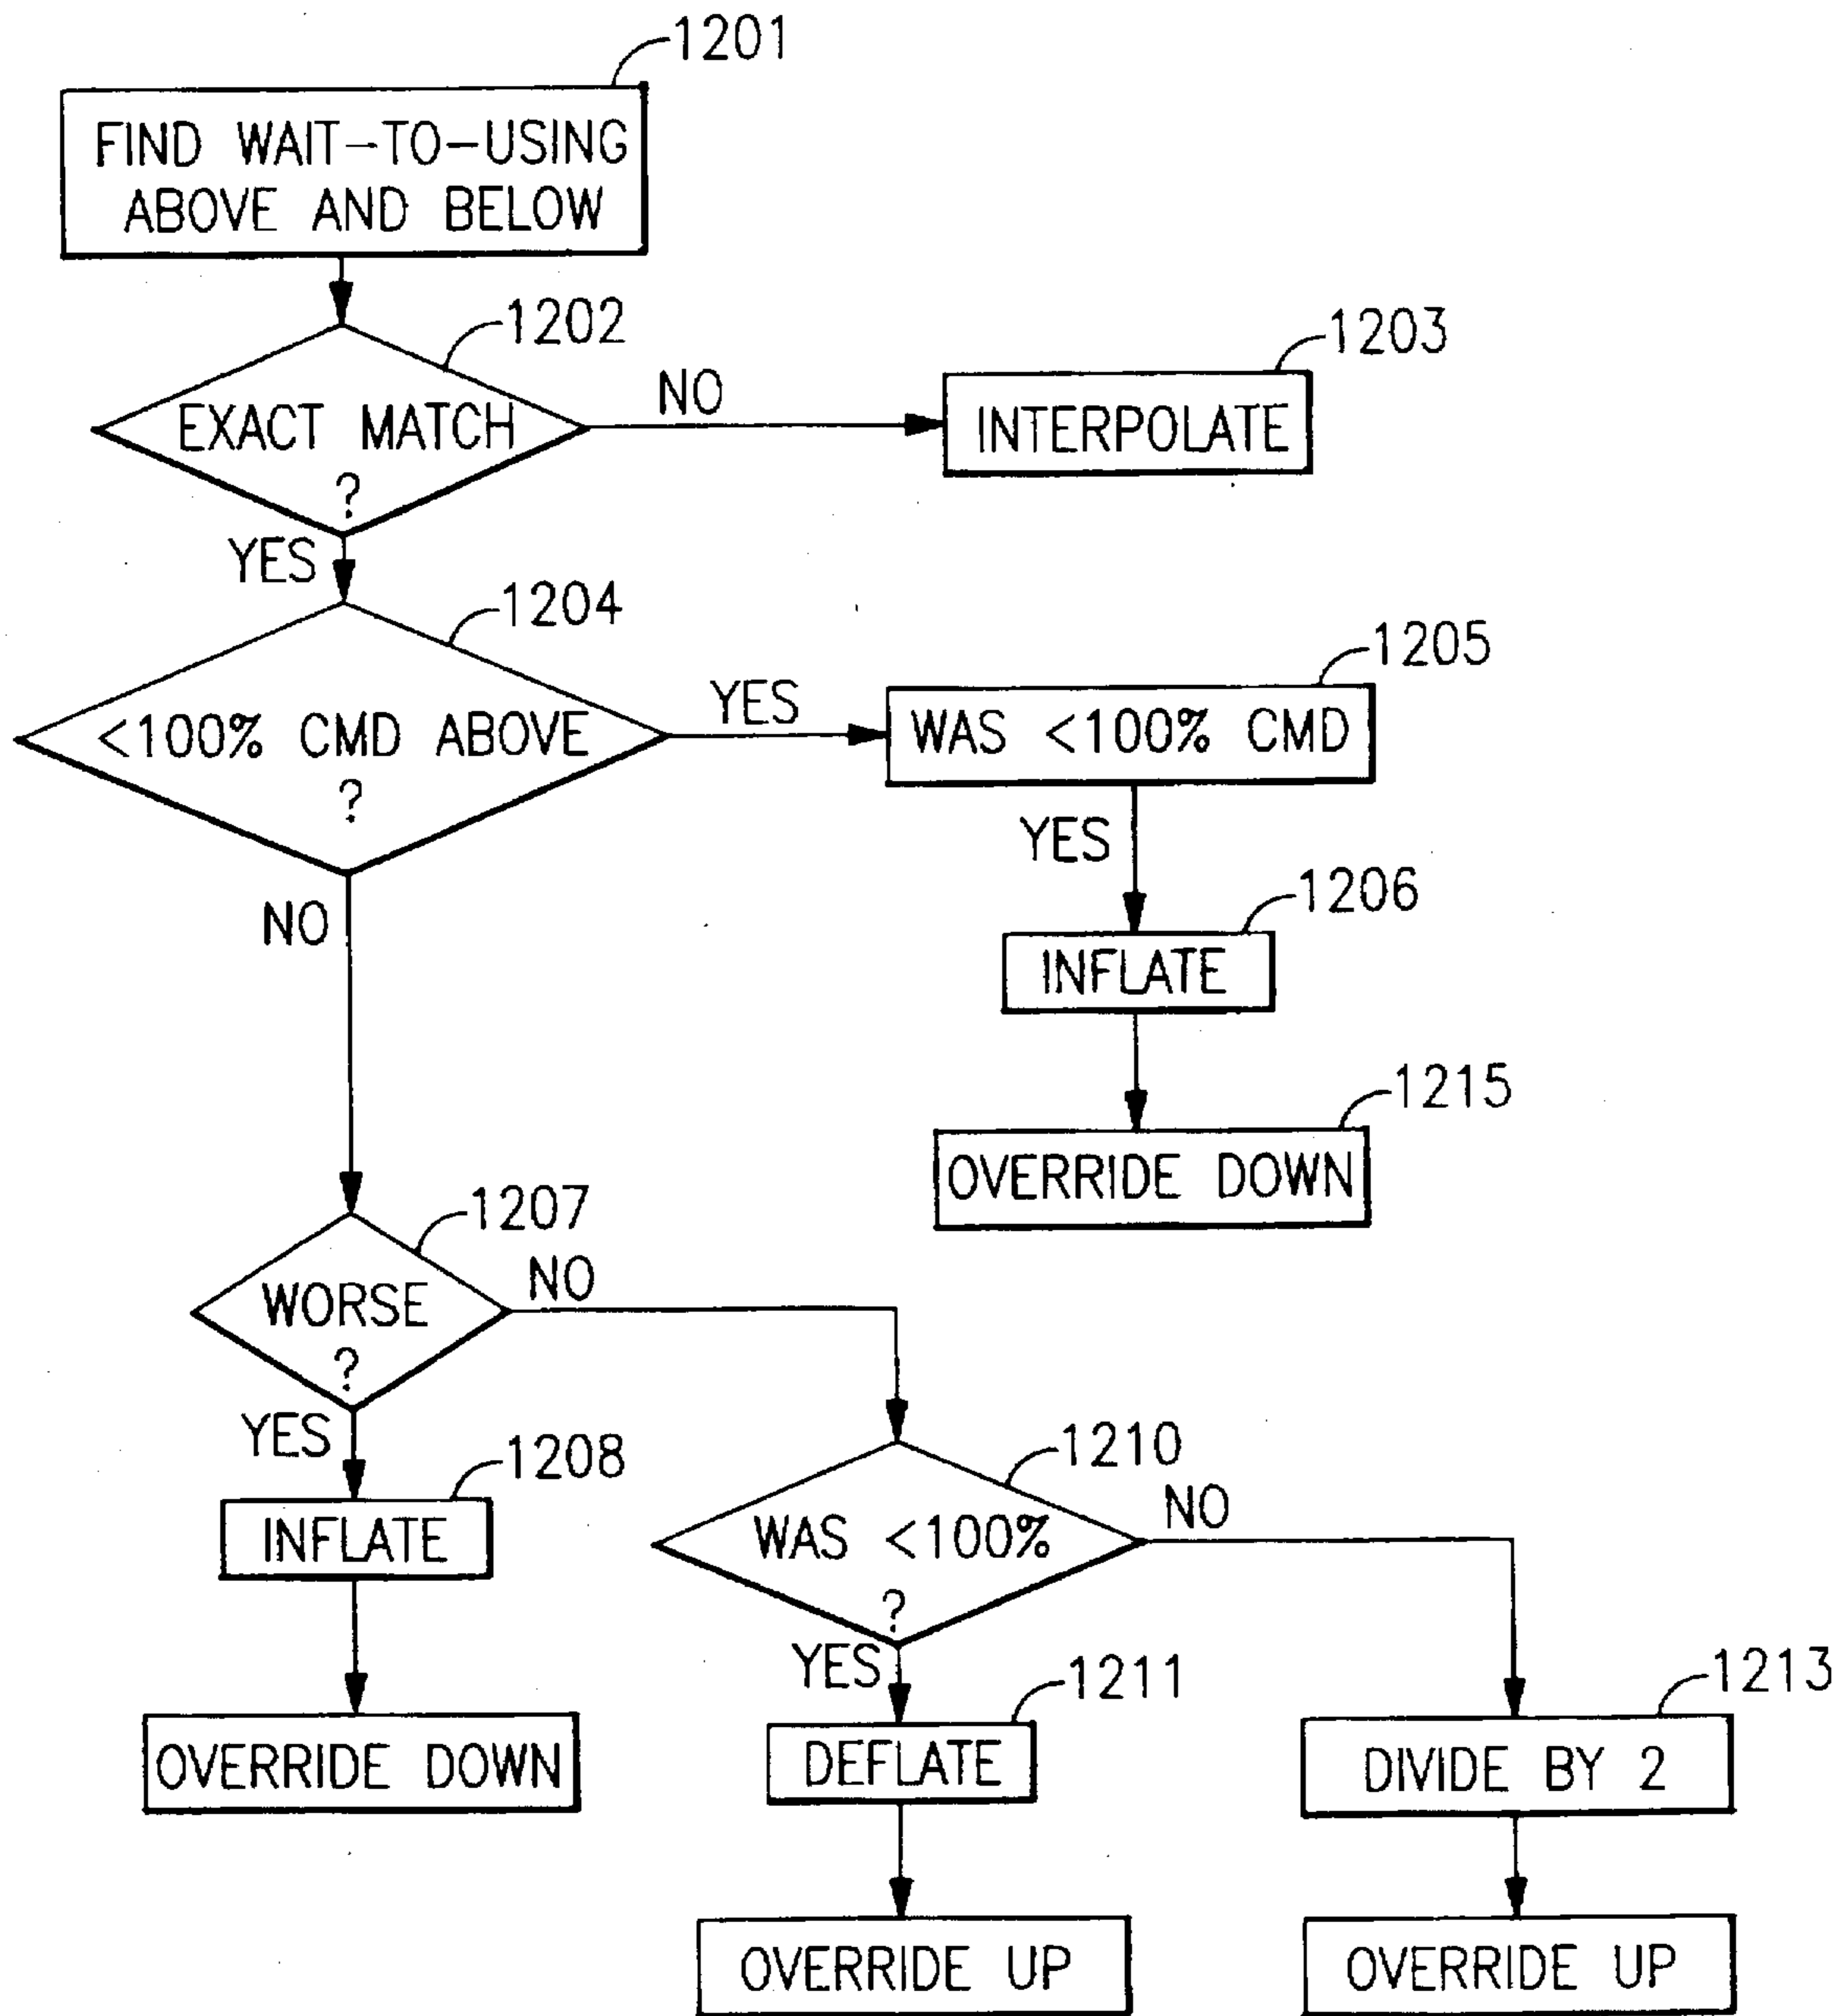 1201
FIND WAIT-TO-USING
ABOVE AND BELOW
1202
EXACT MATCH
?
NO
1203
INTERPOLATE
YES
1204
<100% CMD ABOVE
?
YES
1205
WAS <100% CMD
YES
1206
INFLATE
1215
OVERRIDE DOWN
NO
1207
WORSE
?
NO
YES
1208
INFLATE
OVERRIDE DOWN
1210
WAS <100%
?
NO
YES
1211
DEFLATE
OVERRIDE UP
1213
DIVIDE BY 2
OVERRIDE UP